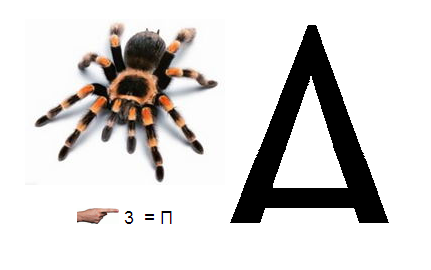 3 = П
А